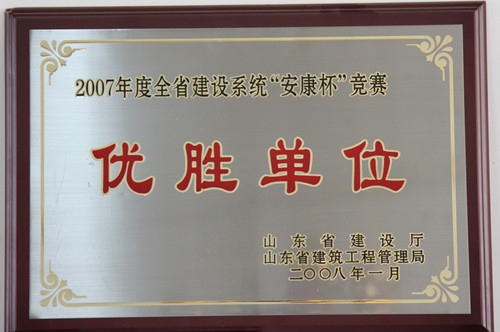 2007年度全省建设系统“安康杯”竞赛
优胜单位
山东省建设厅
山东省建筑工程管理局
二〇〇八年一月